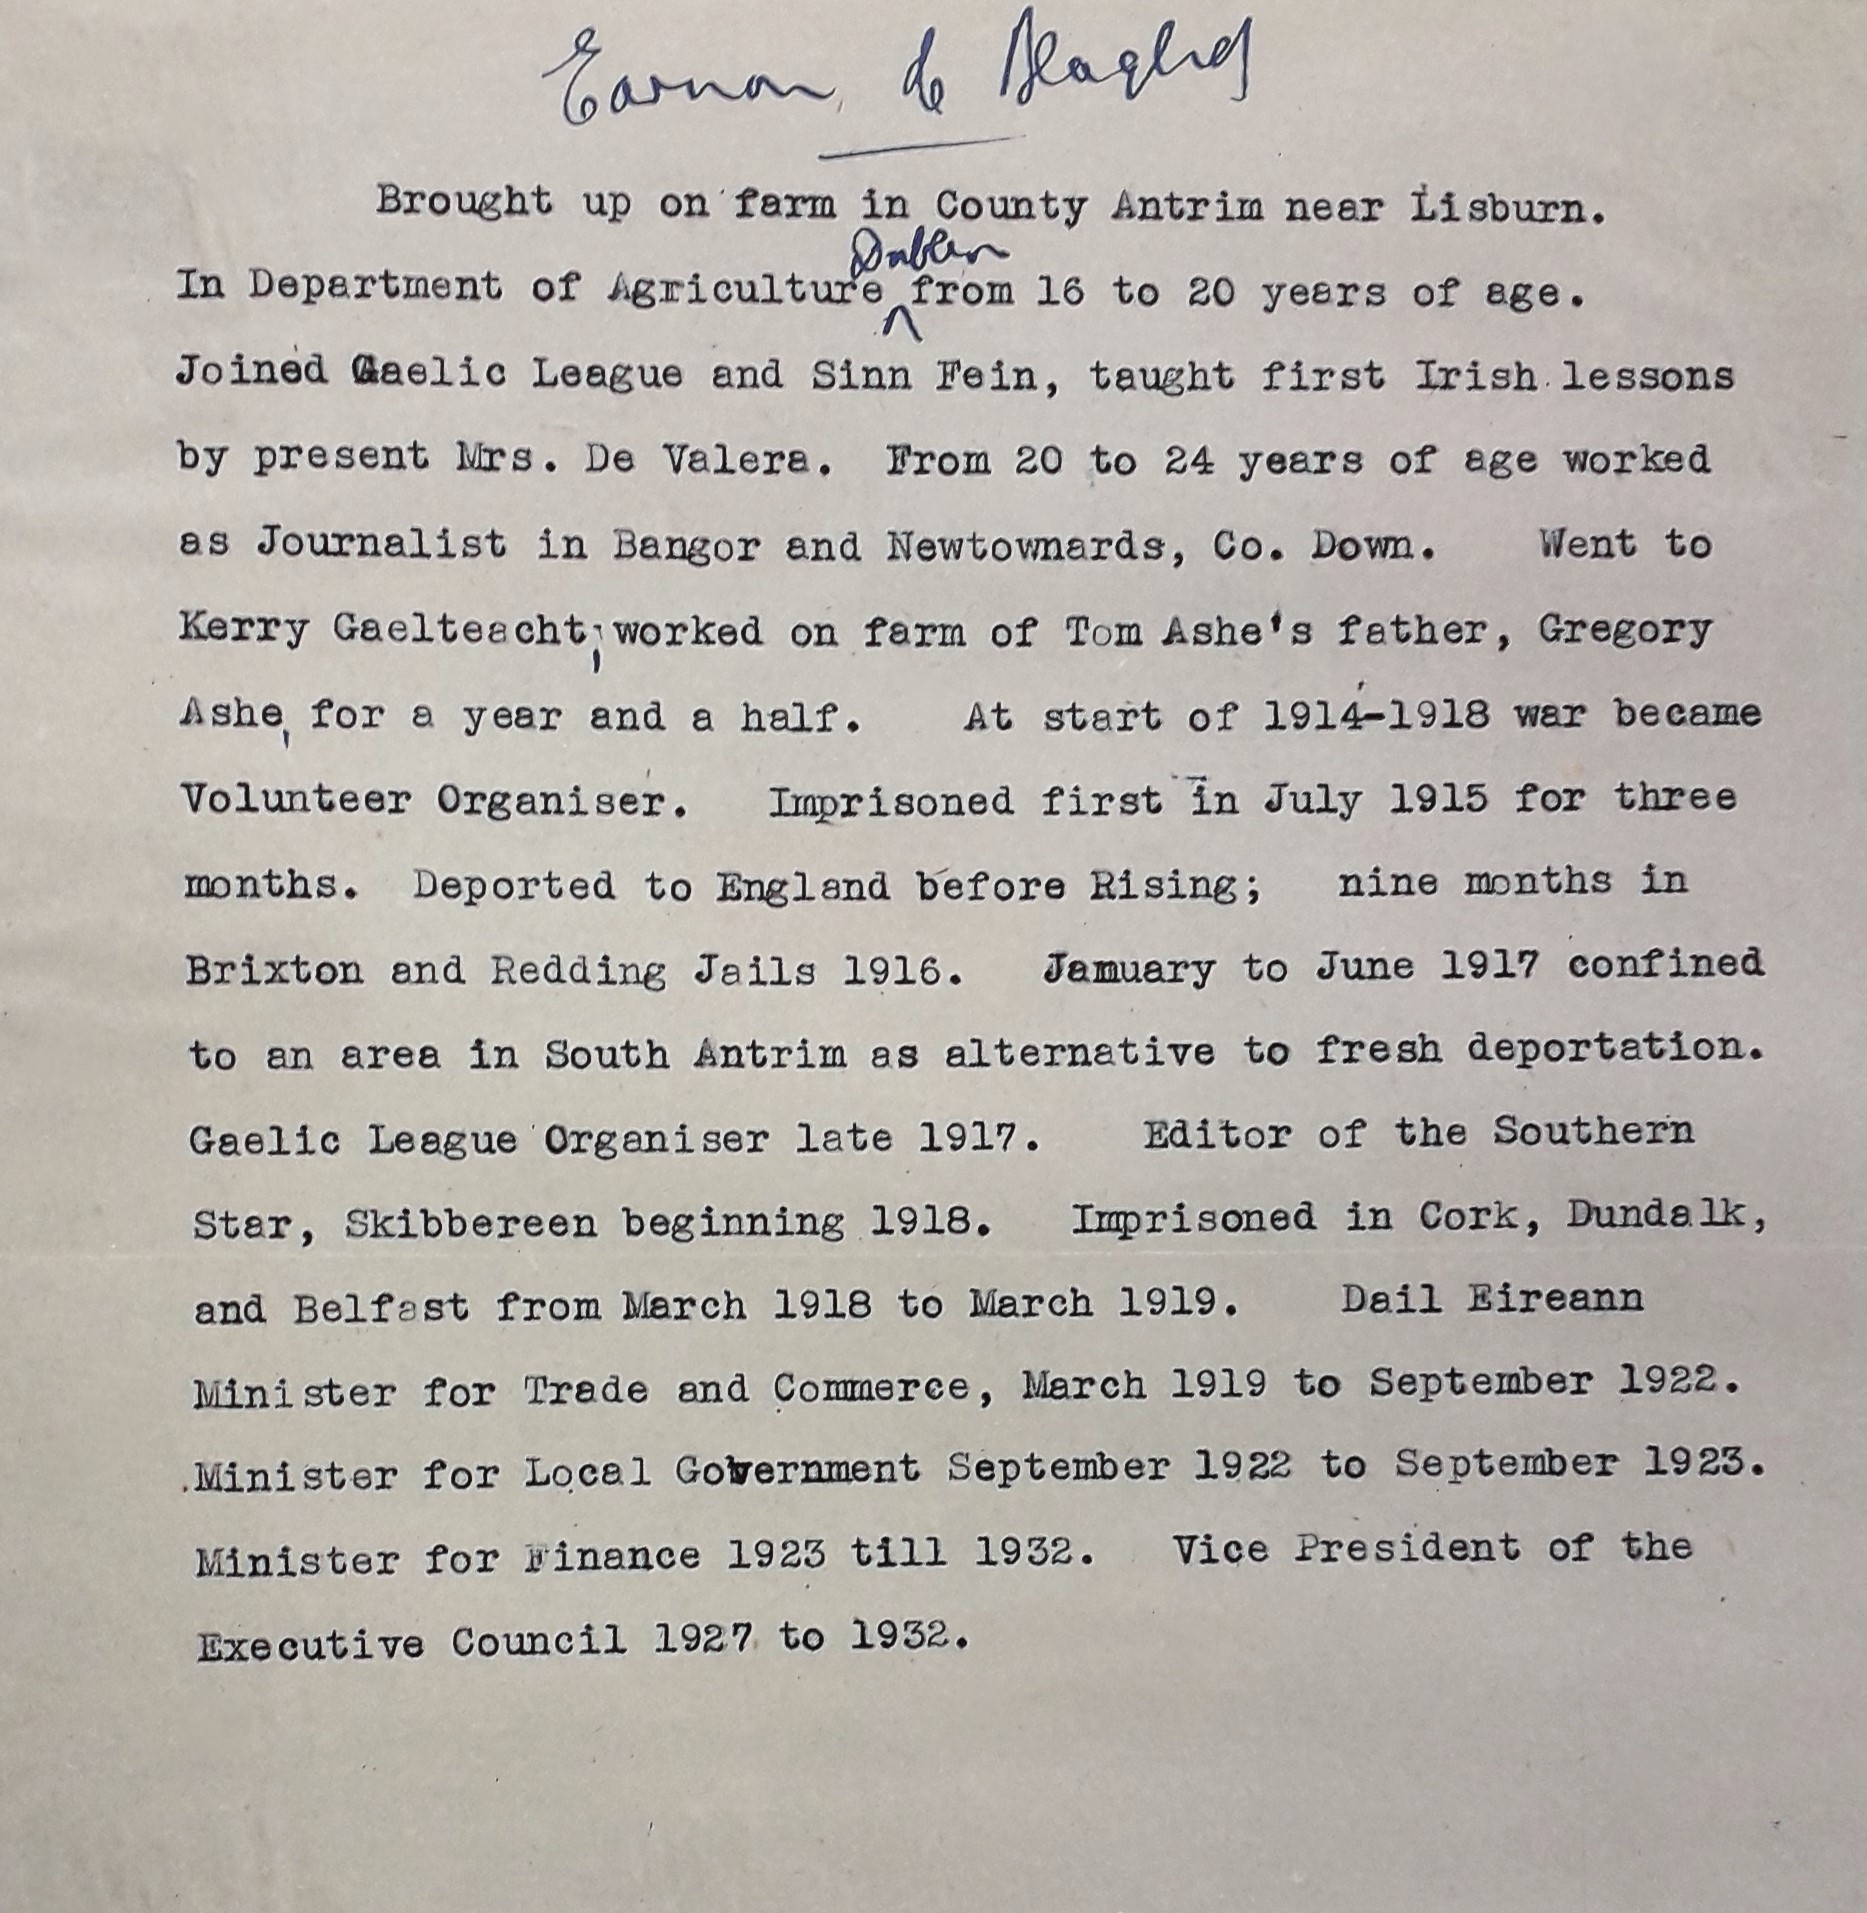 Earnan de Blaghd
Brought up on farm in County Antrim near Lisburn.
Dublin
In Department of Agriculture ^ from 16 to 20 years of age.
Joined Gaelic League and Sinn Fein, taught first Irish lessons
by present Mrs. De Valera. From 20 to 24 years of age worked
as Journalist in Bangor and Newtownards, Co. Down. Went to
Kerry Gaelteacht; worked on farm of Tom Ashe's father, Gregory
Ashe, for a year and a half. At start of 1914-1918 war became
Volunteer Organiser. Imprisoned first in July 1915 for three
months. Deported to England before Rising; nine months in
Brixton and Redding Jails 1916. January to June 1917 confined
to an area in South Antrim as alternative to fresh deportation.
Gaelic League Organiser late 1917. Editor of the Southern
Star, Skibbereen beginning 1918. Imprisoned in Cork, Dundalk,
and Belfast from March 1918 to March 1919. Dail Eireann
Minister for Trade and Commerce, March 1919 to September 1922.
Minister for Local Government September 1922 to September 1923.
Minister for Finance 1923 till 1932. Vice President of the
Executive Council 1927 to 1932.